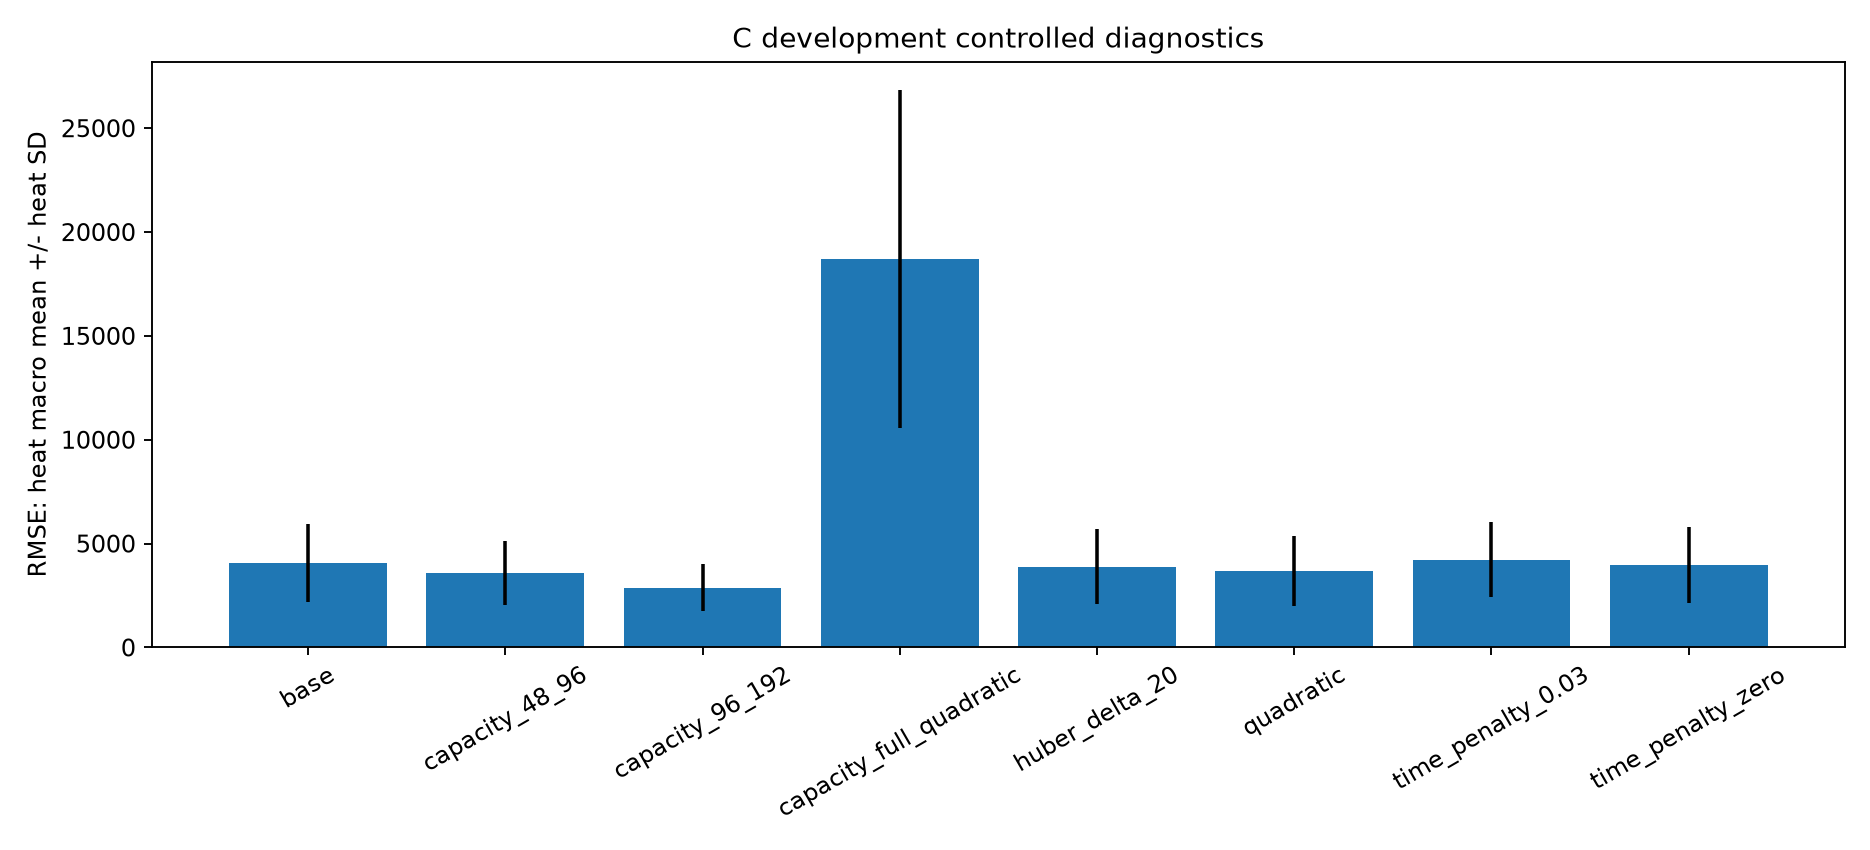 C development controlled diagnostics
RMSE: heat macro mean +/- heat SD
25000
20000
15000
10000
5000
0
base
capacity_48_96
capacity_96_192
capacity_full_quadratic
huber_delta_20
quadratic
time_penalty_0.03
time_penalty_zero